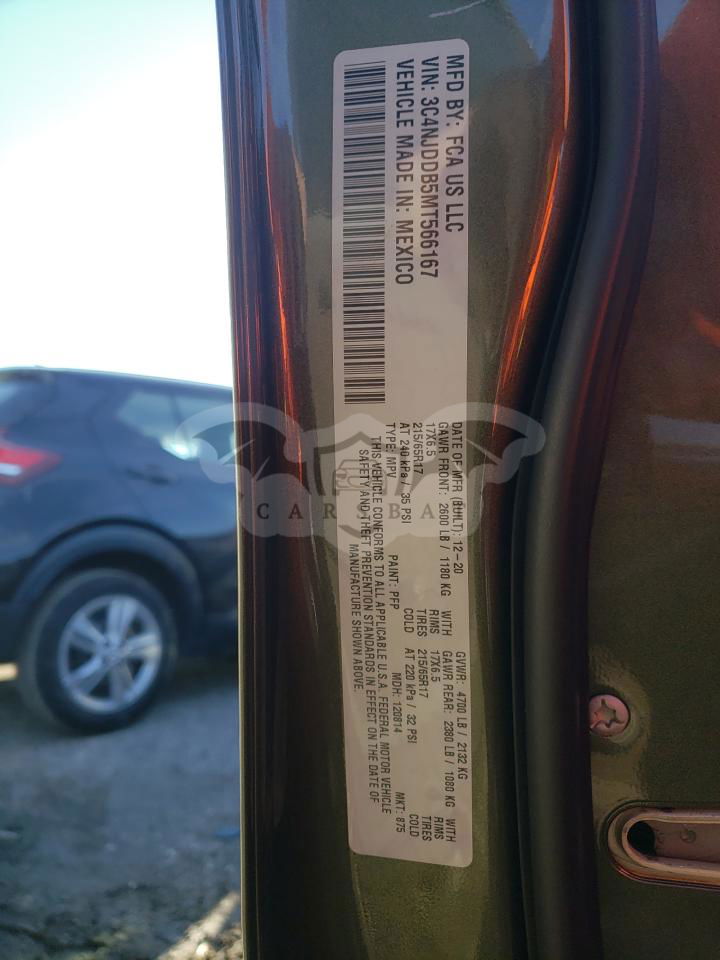 MFD BY: FCA US LLC
VIN: 3C4NJDDB5MT566167
VEHICLE MADE IN: MEXICO
DATE OF MFR (BUILT): 12-20 GVWR: 4700 LB / 2132 KG
GAWR FRONT: 2600 LB / 1180 KG WITH GAWR REAR: 2380 LB / 1080 KG WITH
17X6.5 RIMS 17X6.5 RIMS
215/65R17 TIRES 215/65R17 TIRES
AT 240 kPa / 35 PSI COLD AT 220 kPa / 32 PSI COLD
TYPE: MPV PAINT: PFP MDH: 120814 MKT: 875
THIS VEHICLE CONFORMS TO ALL APPLICABLE U.S.A. FEDERAL MOTOR VEHICLE
SAFETY AND THEFT PREVENTION STANDARDS IN EFFECT ON THE DATE OF
MANUFACTURE SHOWN ABOVE.
CARSBA